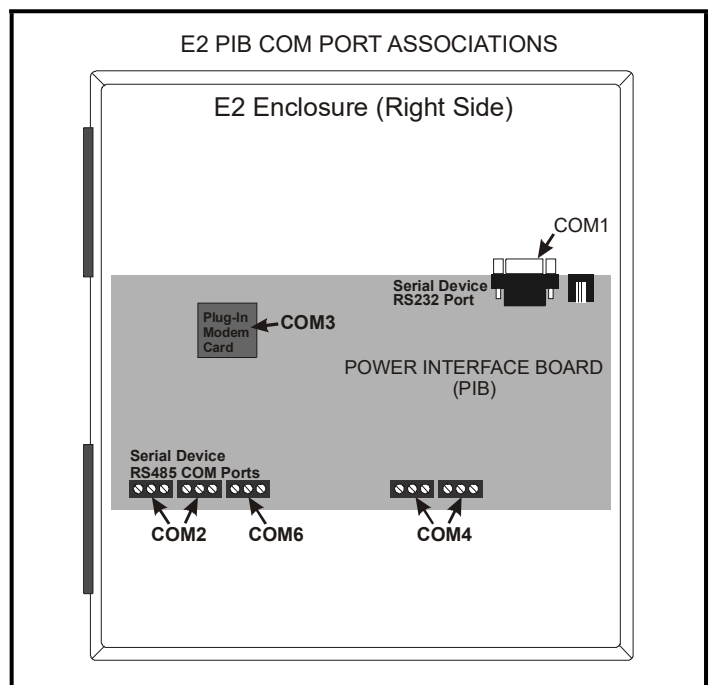 E2 PIB COM PORT ASSOCIATIONS
E2 Enclosure (Right Side)
COM1
Serial Device
RS232 Port
Plug-In
Modem
Card
COM3
POWER INTERFACE BOARD
(PIB)
Serial Device
RS485 COM Ports
COM2
COM6
COM4